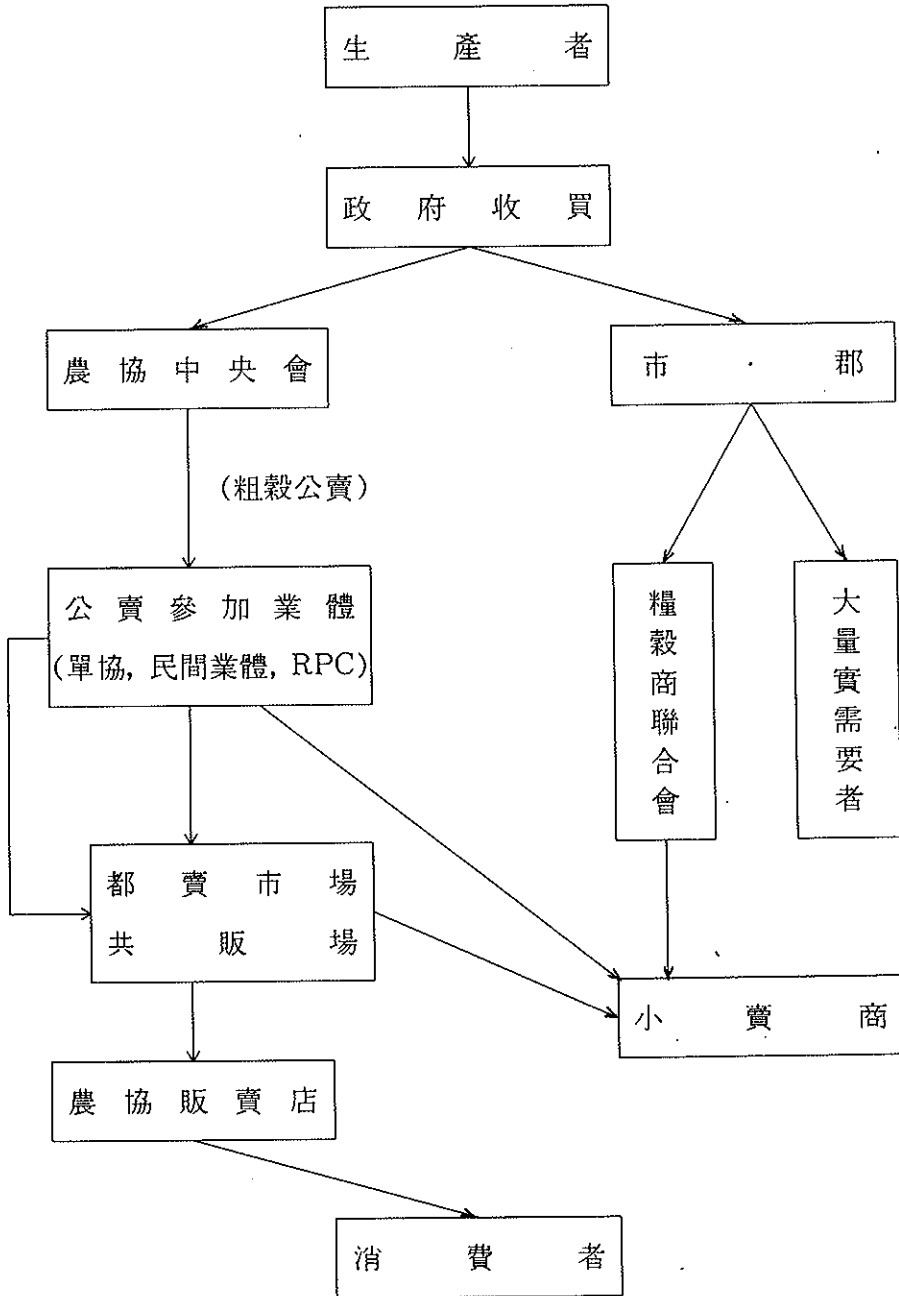 生產者
政府收買
農協中央會
市·郡
(粗穀公賣)
公賣參加業體
(單協, 民間業體, RPC)
糧穀商聯合會
大量實需要者
都賣市場
共販場
小賣商
農協販賣店
消費者